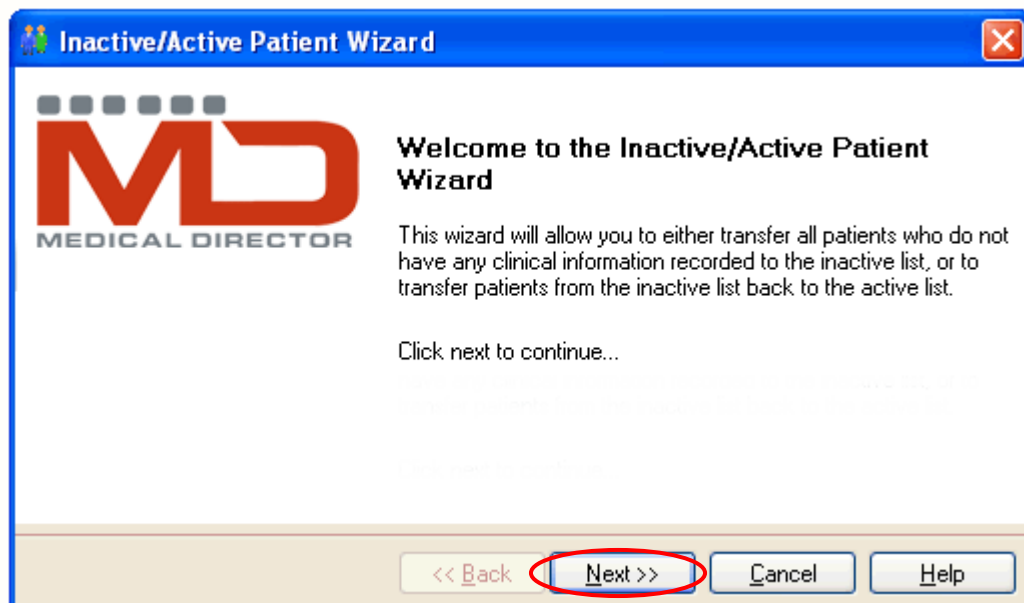 Inactive/Active Patient Wizard
MD
MEDICAL DIRECTOR
Welcome to the Inactive/Active Patient
Wizard
This wizard will allow you to either transfer all patients who do not
have any clinical information recorded to the inactive list, or to
transfer patients from the inactive list back to the active list.
Click next to continue...
<< Back Next >> Cancel Help